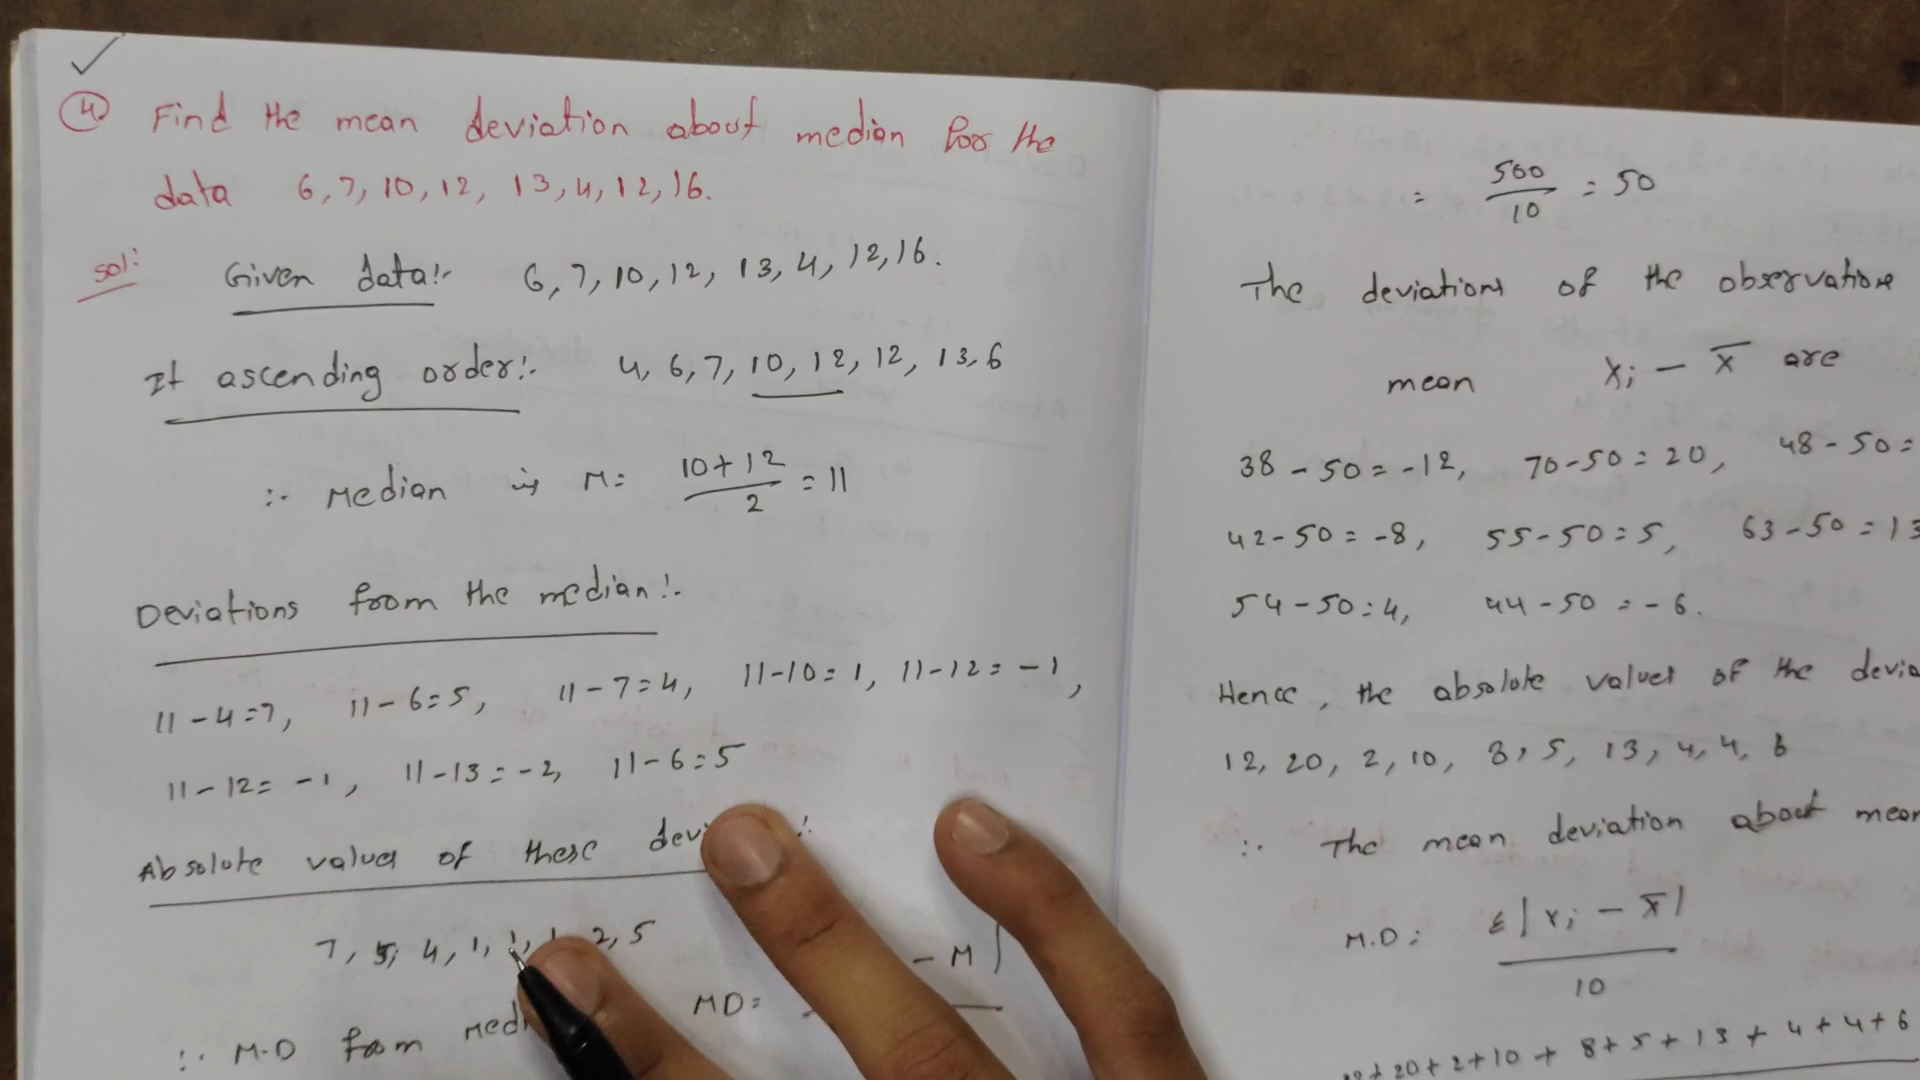 4 Find the mean deviation about median for the
data 6, 7, 10, 12, 13, 4, 12, 16.
Sol:
Given data:- 6, 7, 10, 12, 13, 4, 12, 16.
It ascending order:- 4, 6, 7, 10, 12, 12, 13, 6
∴ Median is M = 10+12/2 = 11
Deviations from the median:-
11-4=7, 11-6=5, 11-7=4, 11-10=1, 11-12=-1,
11-12=-1, 11-13=-2, 11-6=5
Absolute values of these
7, 5, 4, 1, 1, 1, 2, 5
∴ M.D from MD =
- M|
= 500/10 = 50
The deviations of the observations
mean xi - x̅ are
38-50=-12, 70-50=20, 48-50=
42-50=-8, 55-50=5, 63-50=13
54-50=4, 44-50=-6.
Hence, the absolute values of the devia
12, 20, 2, 10, 8, 5, 13, 4, 4, 6
∴ The mean deviation about mean
M.D = Σ|xi - x̅|/10
+ 20 + 2 + 10 + 8 + 5 + 13 + 4 + 4 + 6